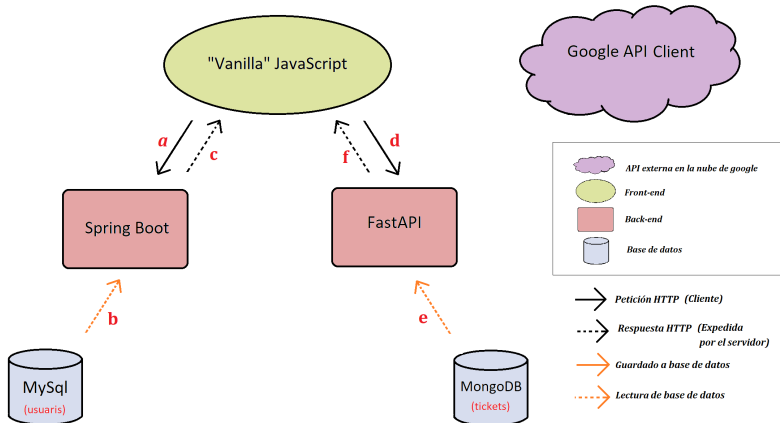 "Vanilla" JavaScript
Google API Client
a
c
f
d
Spring Boot
FastAPI
b
e
MySql
(usuaris)
MongoDB
(tickets)
API externa en la nube de google
Front-end
Back-end
Base de datos
Petición HTTP (Cliente)
Respuesta HTTP (Expedida
por el servidor)
Guardado a base de datos
Lectura de base de datos